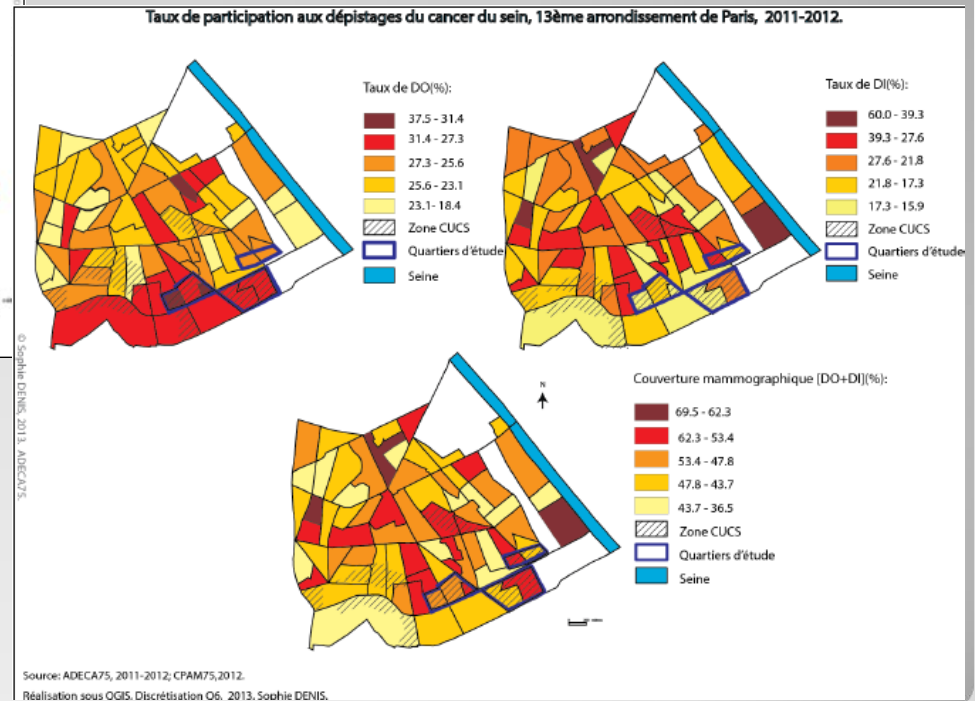 Taux de participation aux dépistages du cancer du sein, 13ème arrondissement de Paris, 2011-2012.
Taux de DO(%):
37.5 - 31.4
31.4 - 27.3
27.3 - 25.6
25.6 - 23.1
23.1- 18.4
Zone CUCS
Quartiers d'étude
Seine
Taux de DI(%):
60.0 - 39.3
39.3 - 27.6
27.6 - 21.8
21.8 - 17.3
17.3 - 15.9
Zone CUCS
Quartiers d'étude
Seine
© Sophie DENIS, 2013. ADECA75.
N
Couverture mammographique [DO+DI](%):
69.5 - 62.3
62.3 - 53.4
53.4 - 47.8
47.8 - 43.7
43.7 - 36.5
Zone CUCS
Quartiers d'étude
Seine
Source: ADECA75, 2011-2012; CPAM75,2012.
Réalisation sous QGIS. Discrétisation Q6. 2013. Sophie DENIS.